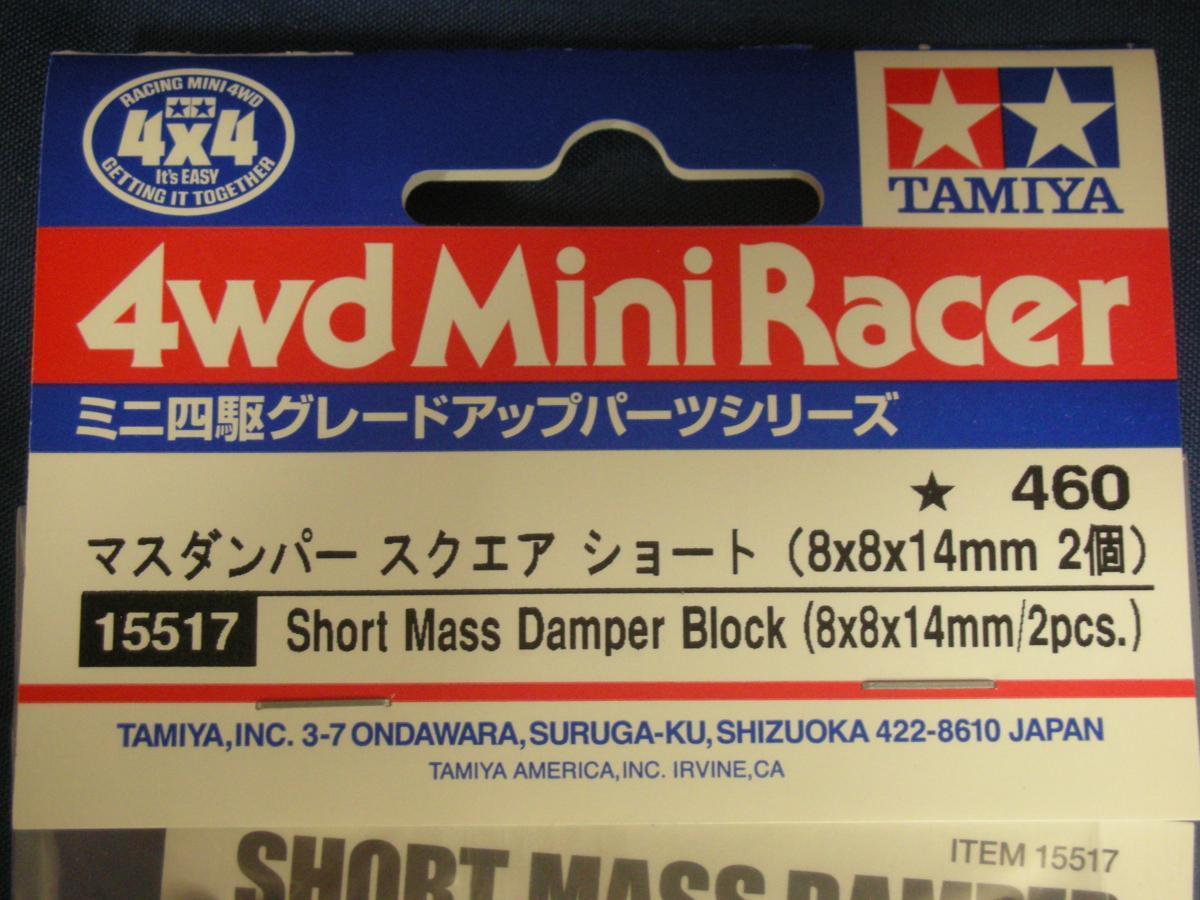 RACING MINI 4WD
4x4
It's EASY
GETTING IT TOGETHER
TAMIYA
4wd Mini Racer
ミニ四駆グレードアップパーツシリーズ
★ 460
マスダンパー スクエア ショート (8x8x14mm 2個)
15517 Short Mass Damper Block (8x8x14mm/2pcs.)
TAMIYA,INC. 3-7 ONDAWARA,SURUGA-KU,SHIZUOKA 422-8610 JAPAN
TAMIYA AMERICA,INC. IRVINE,CA
ITEM 15517
SHORT MASS DAMPER